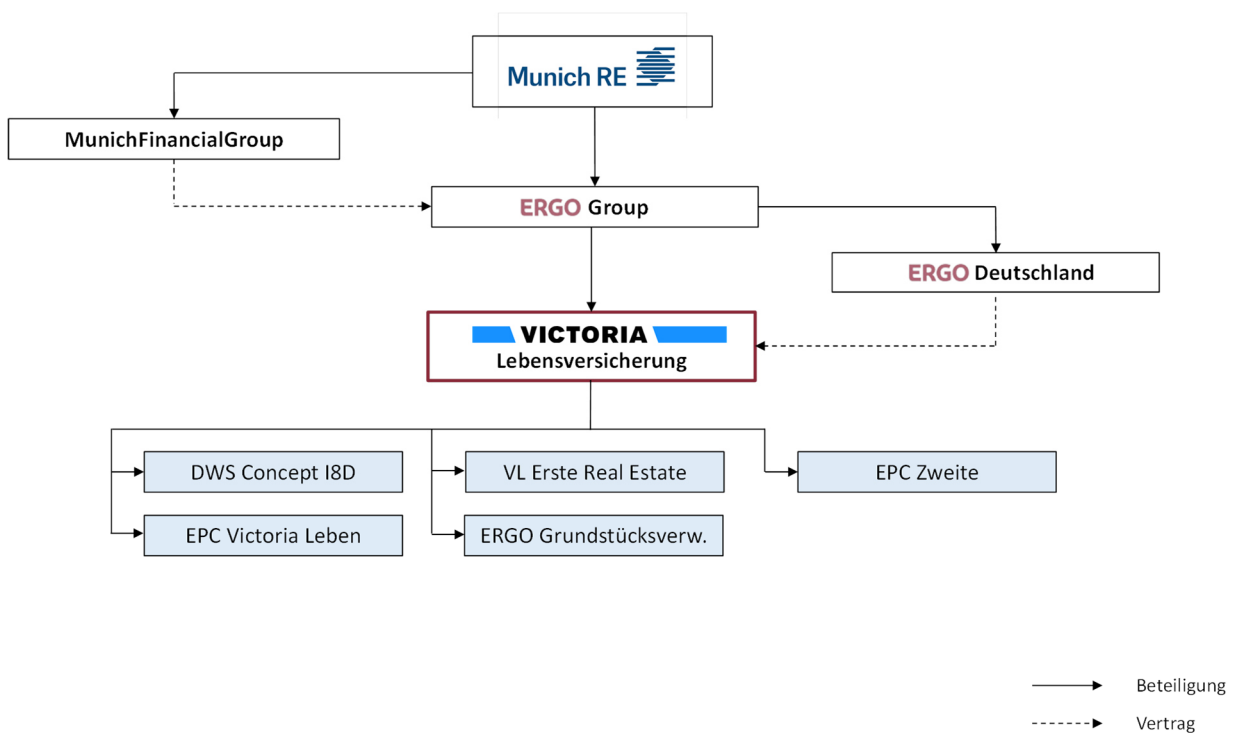 Munich RE
MunichFinancialGroup
ERGO Group
ERGO Deutschland
VICTORIA
Lebensversicherung
DWS Concept I8D
VL Erste Real Estate
EPC Zweite
EPC Victoria Leben
ERGO Grundstücksverw.
Beteiligung
Vertrag